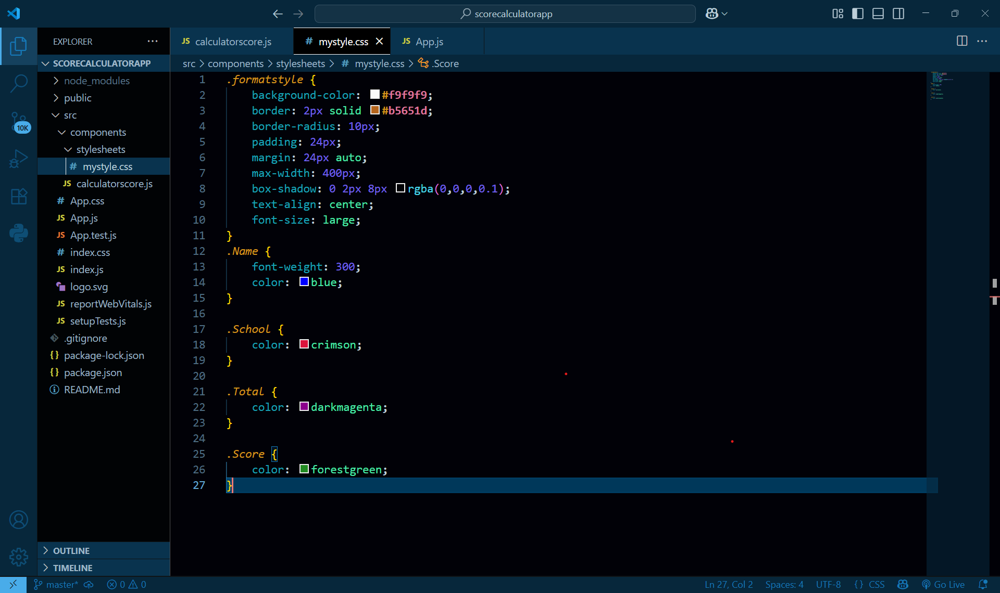 scorecalculatorapp
EXPLORER
JS calculatorscore.js
# mystyle.css
JS App.js
SCORECALCULATORAPP
src > components > stylesheets > # mystyle.css > .Score
node_modules
public
src
components
stylesheets
# mystyle.css
JS calculatorscore.js
# App.css
JS App.js
JS App.test.js
# index.css
JS index.js
logo.svg
JS reportWebVitals.js
JS setupTests.js
.gitignore
{} package-lock.json
{} package.json
README.md
10K
1 .formatstyle {
2 background-color: #f9f9f9;
3 border: 2px solid #b5651d;
4 border-radius: 10px;
5 padding: 24px;
6 margin: 24px auto;
7 max-width: 400px;
8 box-shadow: 0 2px 8px rgba(0,0,0,0.1);
9 text-align: center;
10 font-size: large;
11 }
12 .Name {
13 font-weight: 300;
14 color: blue;
15 }
16
17 .School {
18 color: crimson;
19 }
20
21 .Total {
22 color: darkmagenta;
23 }
24
25 .Score {
26 color: forestgreen;
27 }
OUTLINE
TIMELINE
master* 0 0
Ln 27, Col 2 Spaces: 4 UTF-8 {} CSS Go Live